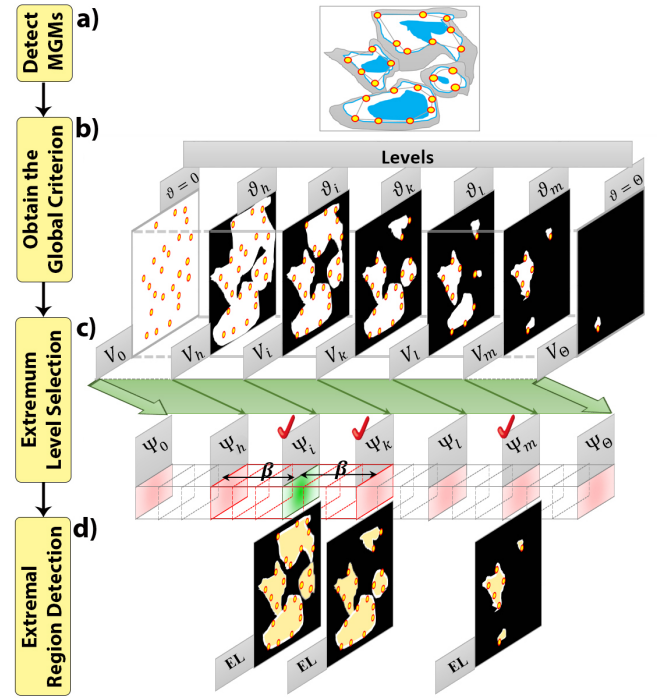 a)
Detect
MGMs
b)
Obtain the
Global Criterion
Levels
ϑ = 0
ϑh
ϑi
ϑk
ϑl
ϑm
ϑ = Θ
c)
Extremum
Level Selection
V0
Vh
Vi
Vk
Vl
Vm
VΘ
Ψ0
Ψh
Ψi
Ψk
Ψl
Ψm
ΨΘ
β
β
d)
Extremal
Region Detection
EL
EL
EL